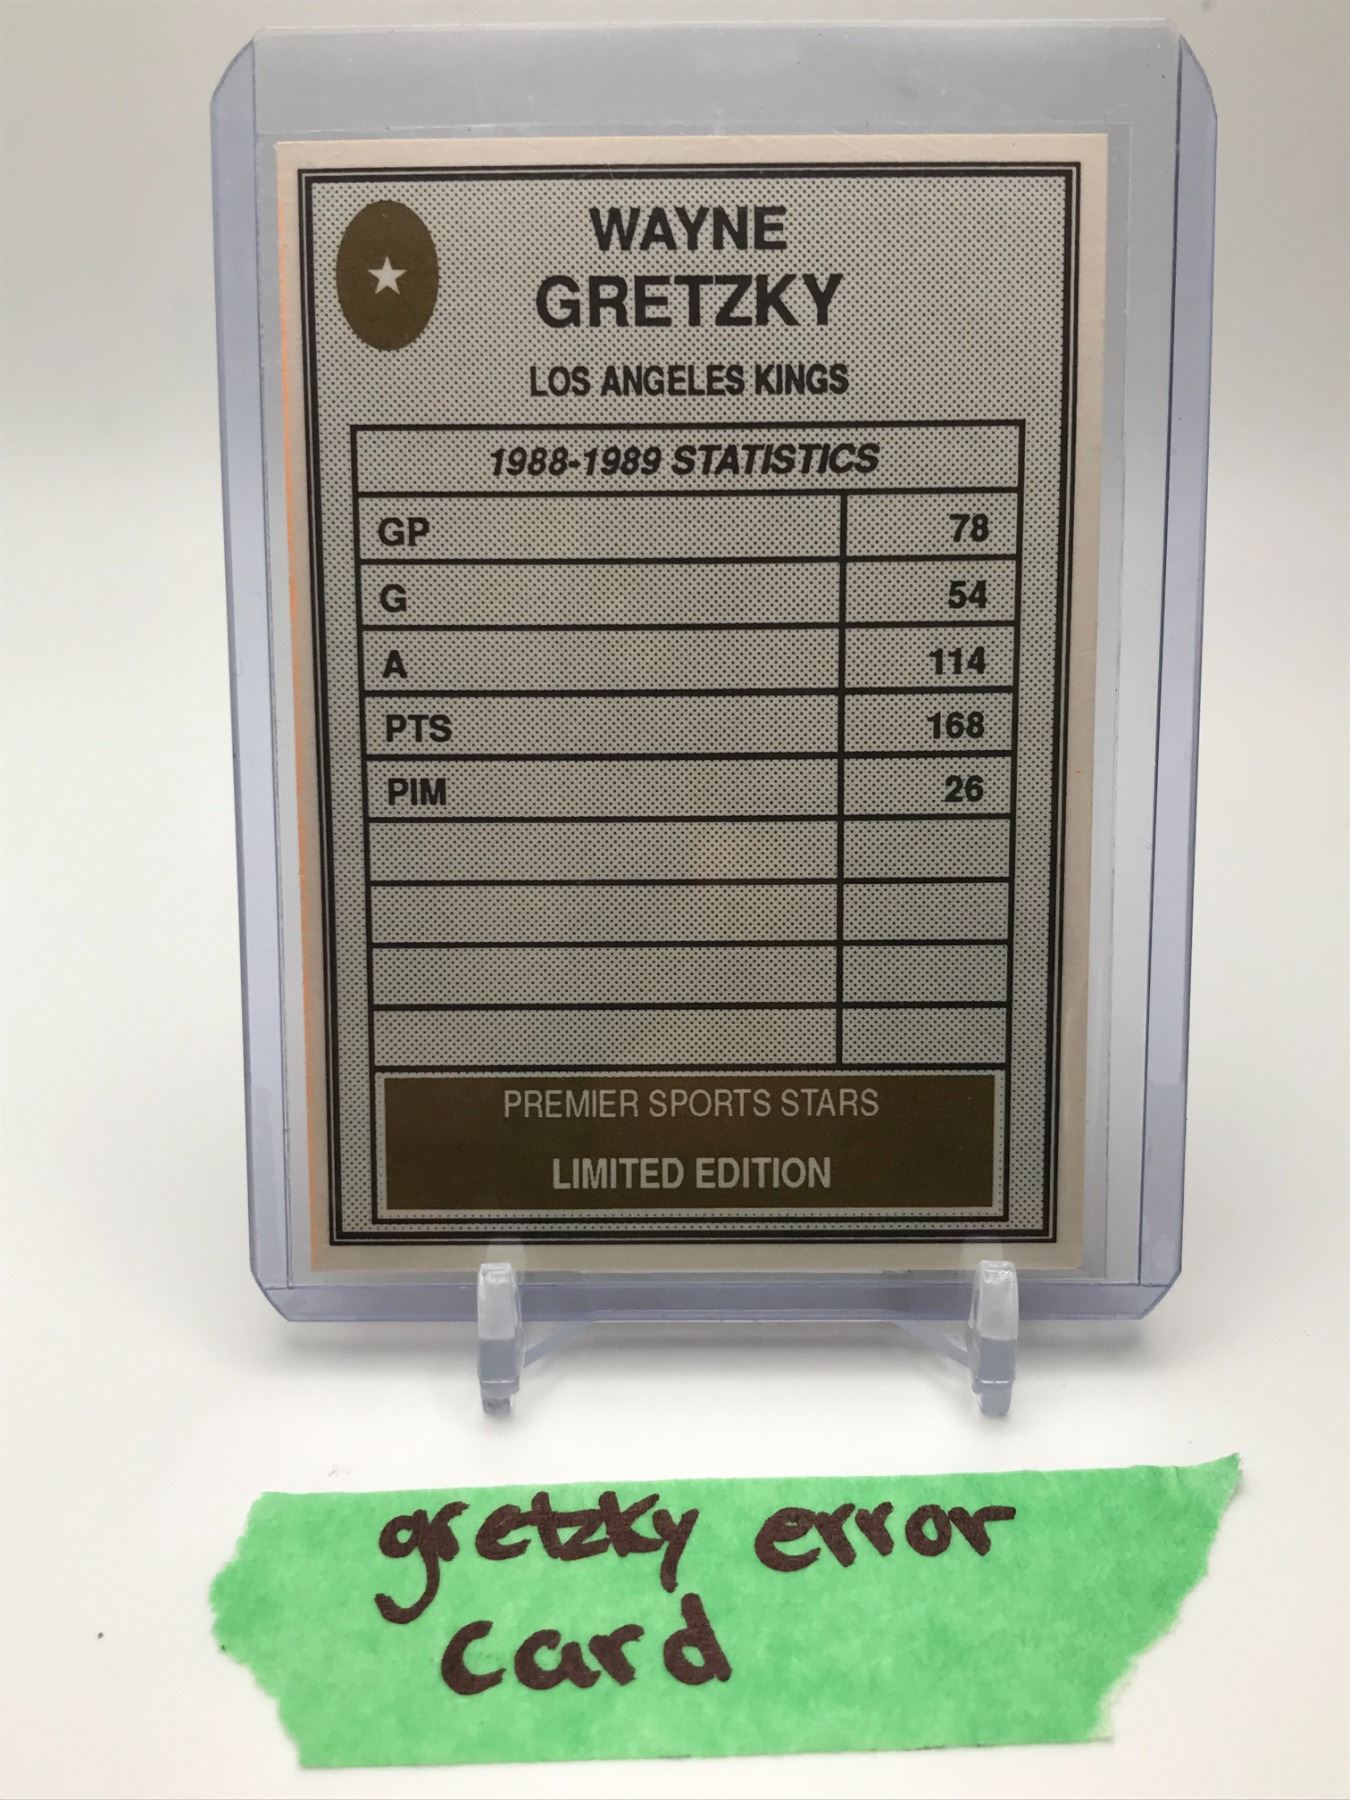 WAYNE
GRETZKY
LOS ANGELES KINGS
1988-1989 STATISTICS
GP 78
G 54
A 114
PTS 168
PIM 26
PREMIER SPORTS STARS
LIMITED EDITION
gretzky error
card